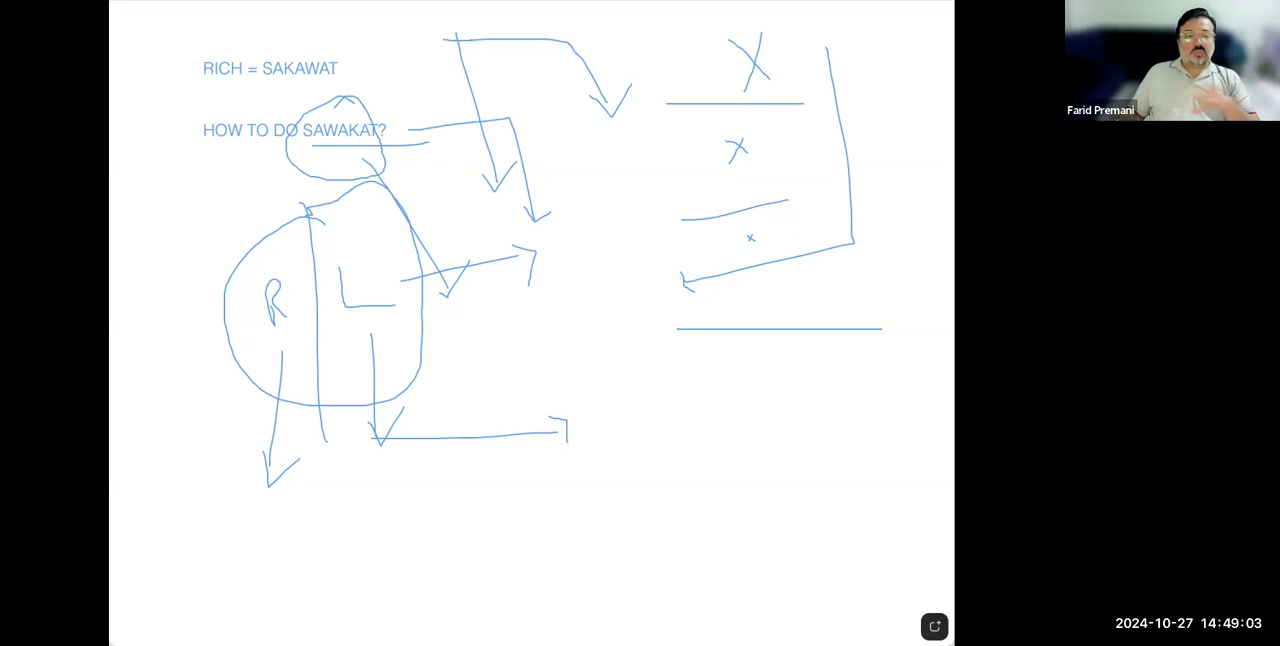 RICH = SAKAWAT
HOW TO DO SAWAKAT?
R
L
X
x
x
Farid Premani
2024-10-27 14:49:03